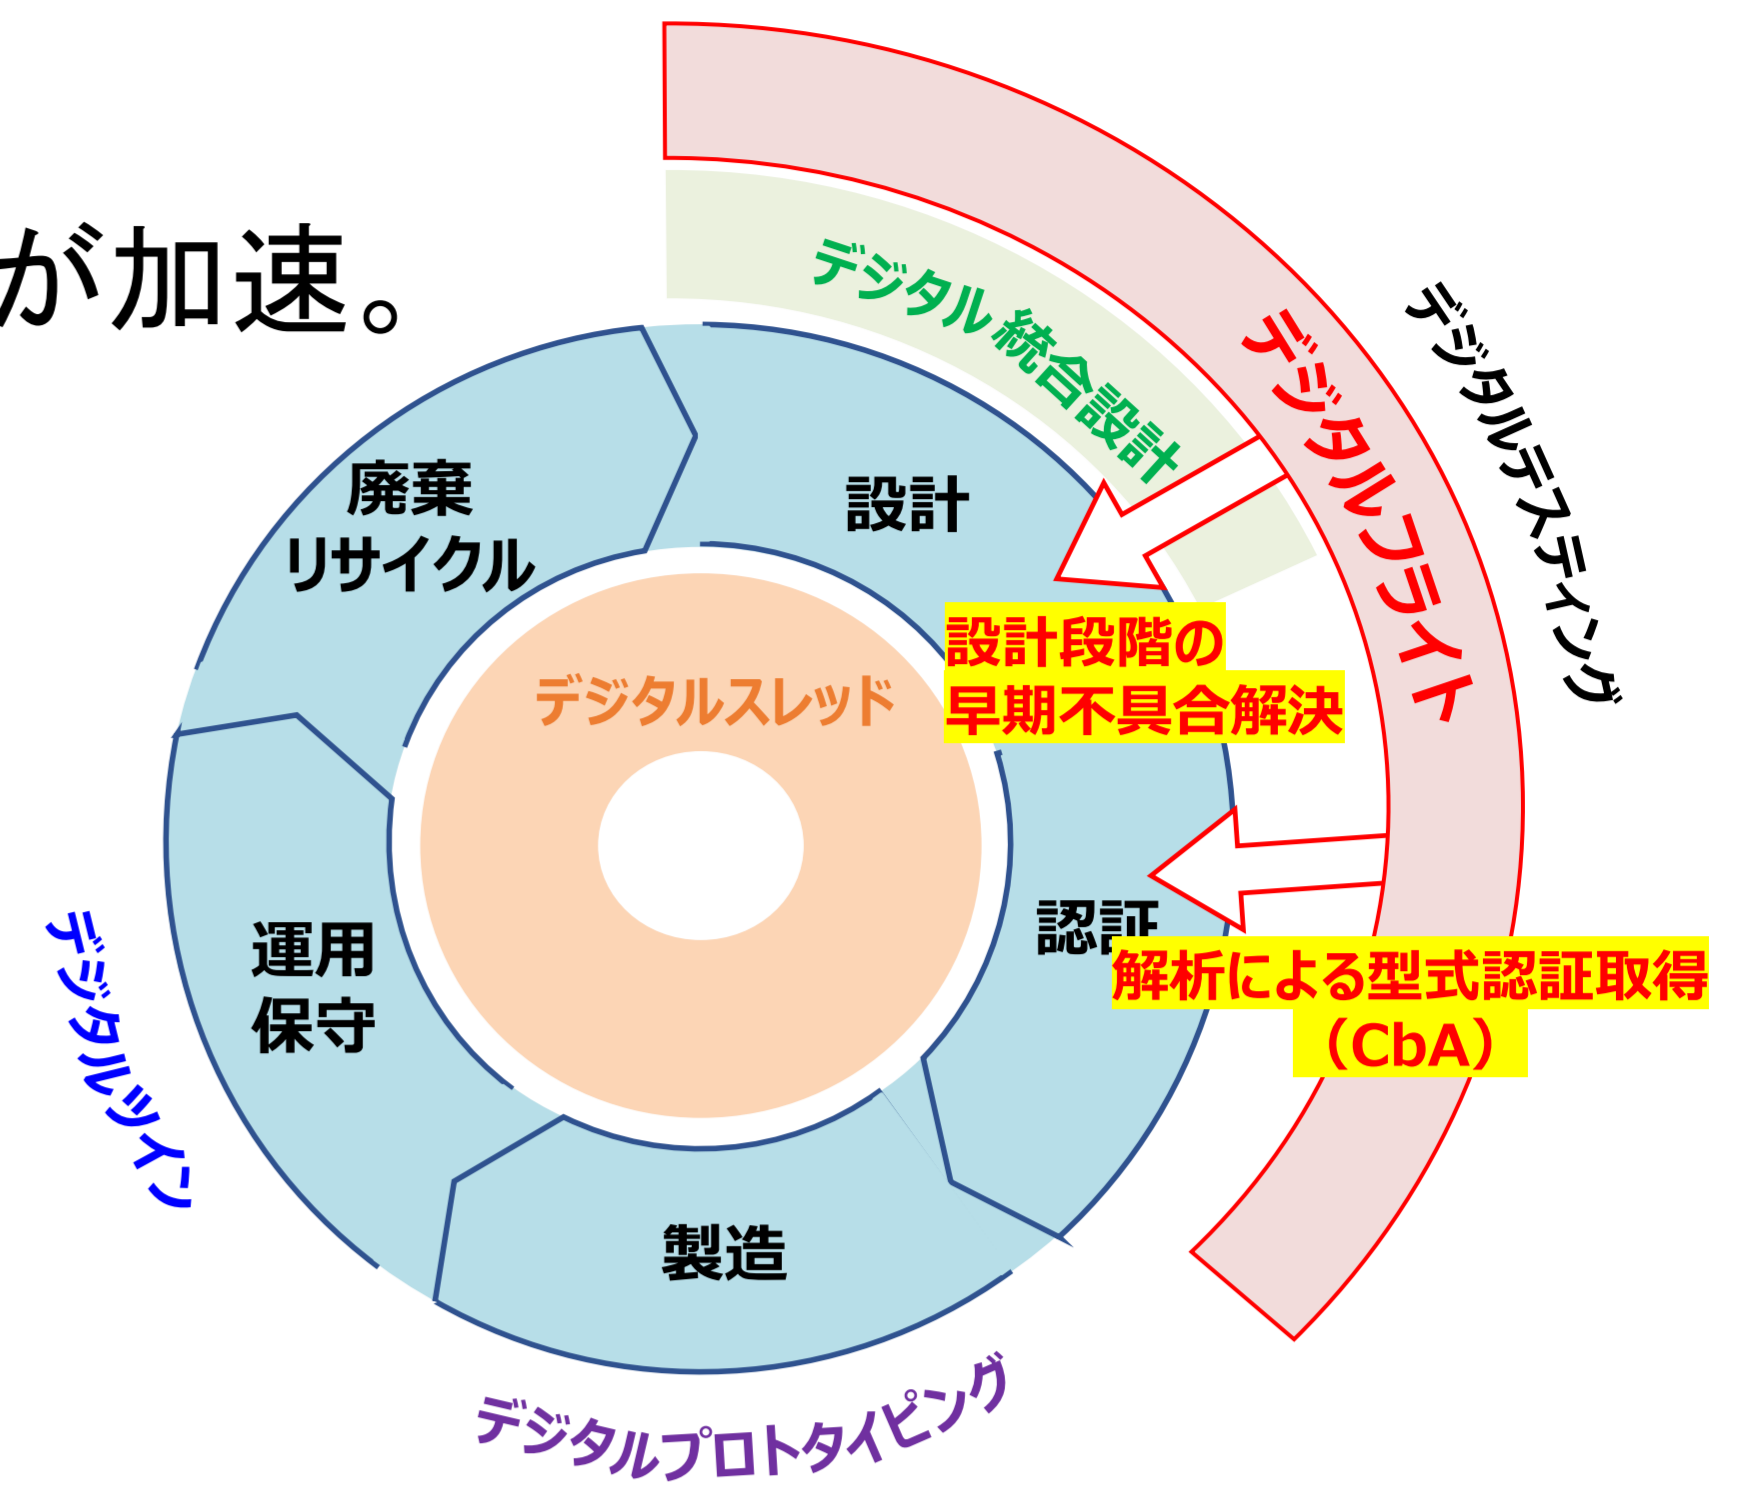 が加速。
デジタル統合設計
デジタルフライト
デジタルテスティング
設計
廃棄
リサイクル
デジタルスレッド
設計段階の
早期不具合解決
認証
解析による型式認証取得
（CbA）
運用
保守
デジタルツイン
製造
デジタルプロトタイピング